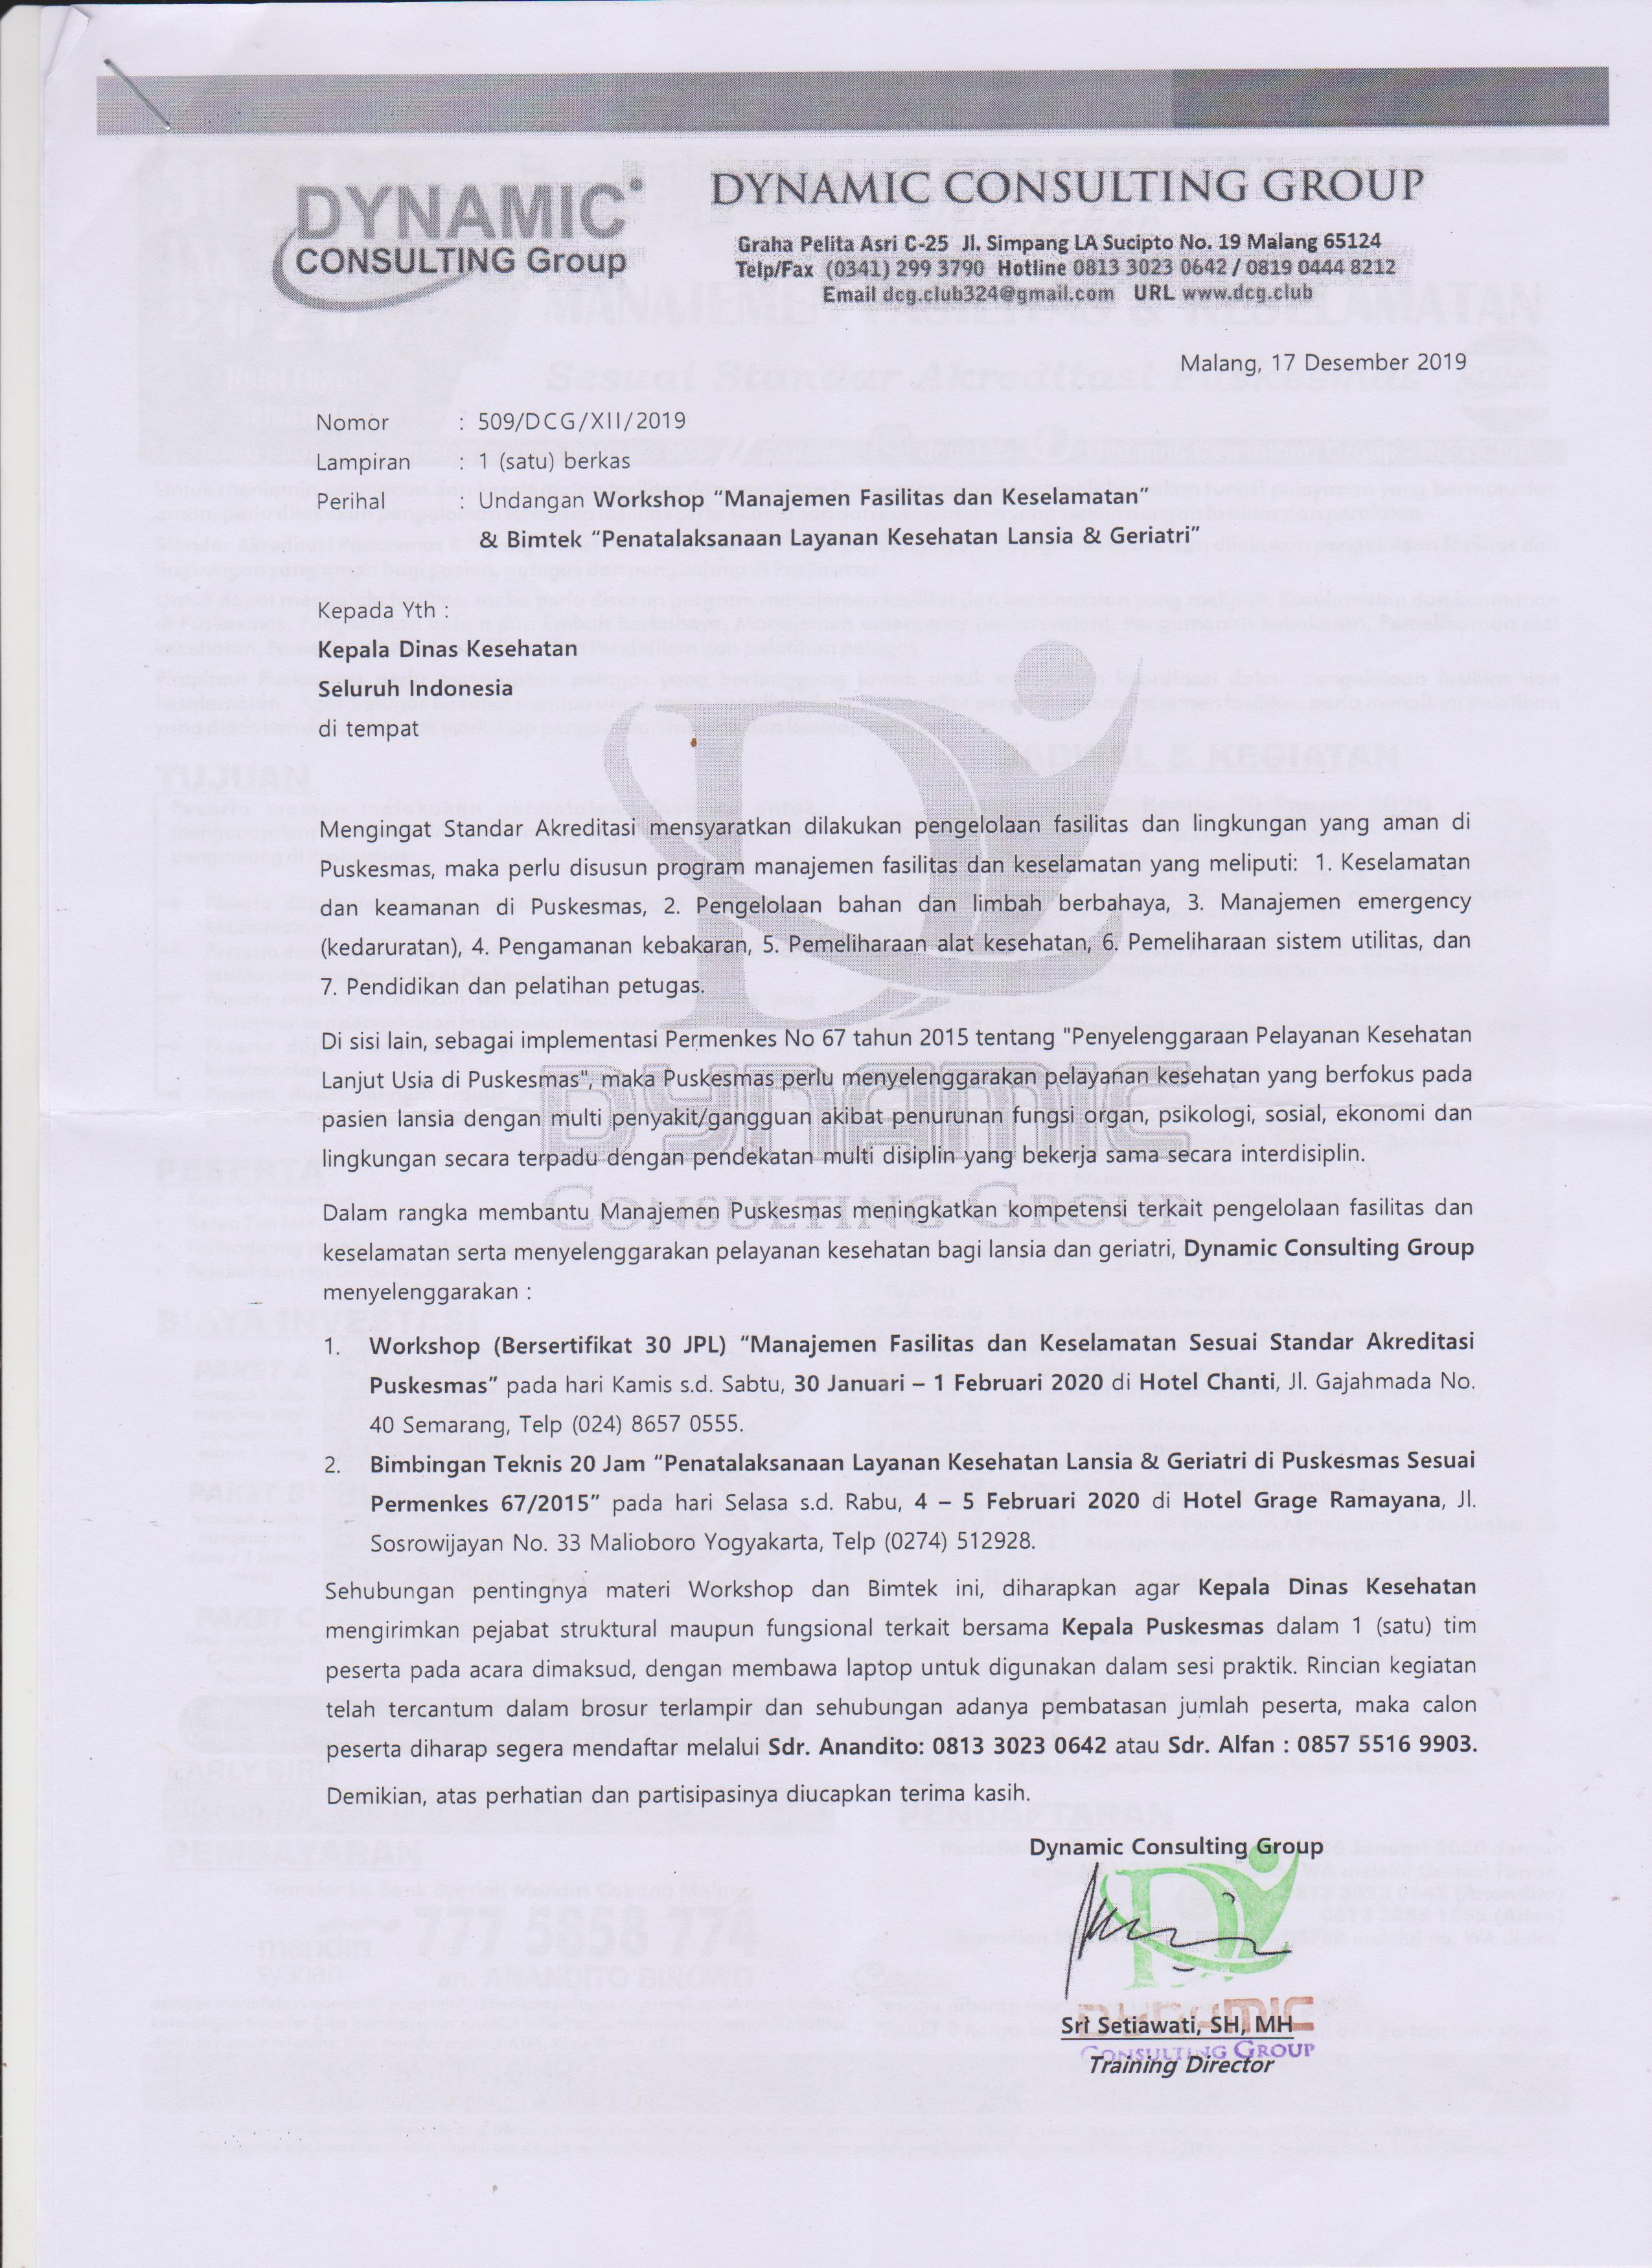 DYNAMIC
CONSULTING Group
DYNAMIC CONSULTING GROUP
Graha Pelita Asri C-25 Jl. Simpang LA Sucipto No. 19 Malang 65124
Telp/Fax (0341) 299 3790 Hotline 0813 3023 0642 / 0819 0444 8212
Email dcg.club324@gmail.com URL www.dcg.club
Malang, 17 Desember 2019
Nomor : 509/DCG/XII/2019
Lampiran : 1 (satu) berkas
Perihal : Undangan Workshop “Manajemen Fasilitas dan Keselamatan”
& Bimtek “Penatalaksanaan Layanan Kesehatan Lansia & Geriatri”
Kepada Yth :
Kepala Dinas Kesehatan
Seluruh Indonesia
di tempat
Mengingat Standar Akreditasi mensyaratkan dilakukan pengelolaan fasilitas dan lingkungan yang aman di
Puskesmas, maka perlu disusun program manajemen fasilitas dan keselamatan yang meliputi: 1. Keselamatan
dan keamanan di Puskesmas, 2. Pengelolaan bahan dan limbah berbahaya, 3. Manajemen emergency
(kedaruratan), 4. Pengamanan kebakaran, 5. Pemeliharaan alat kesehatan, 6. Pemeliharaan sistem utilitas, dan
7. Pendidikan dan pelatihan petugas.
Di sisi lain, sebagai implementasi Permenkes No 67 tahun 2015 tentang "Penyelenggaraan Pelayanan Kesehatan
Lanjut Usia di Puskesmas", maka Puskesmas perlu menyelenggarakan pelayanan kesehatan yang berfokus pada
pasien lansia dengan multi penyakit/gangguan akibat penurunan fungsi organ, psikologi, sosial, ekonomi dan
lingkungan secara terpadu dengan pendekatan multi disiplin yang bekerja sama secara interdisiplin.
DYNAMIC
CONSULTING GROUP
Dalam rangka membantu Manajemen Puskesmas meningkatkan kompetensi terkait pengelolaan fasilitas dan
keselamatan serta menyelenggarakan pelayanan kesehatan bagi lansia dan geriatri, Dynamic Consulting Group
menyelenggarakan :
1. Workshop (Bersertifikat 30 JPL) “Manajemen Fasilitas dan Keselamatan Sesuai Standar Akreditasi
Puskesmas” pada hari Kamis s.d. Sabtu, 30 Januari – 1 Februari 2020 di Hotel Chanti, Jl. Gajahmada No.
40 Semarang, Telp (024) 8657 0555.
2. Bimbingan Teknis 20 Jam “Penatalaksanaan Layanan Kesehatan Lansia & Geriatri di Puskesmas Sesuai
Permenkes 67/2015” pada hari Selasa s.d. Rabu, 4 – 5 Februari 2020 di Hotel Grage Ramayana, Jl.
Sosrowijayan No. 33 Malioboro Yogyakarta, Telp (0274) 512928.
Sehubungan pentingnya materi Workshop dan Bimtek ini, diharapkan agar Kepala Dinas Kesehatan
mengirimkan pejabat struktural maupun fungsional terkait bersama Kepala Puskesmas dalam 1 (satu) tim
peserta pada acara dimaksud, dengan membawa laptop untuk digunakan dalam sesi praktik. Rincian kegiatan
telah tercantum dalam brosur terlampir dan sehubungan adanya pembatasan jumlah peserta, maka calon
peserta diharap segera mendaftar melalui Sdr. Anandito: 0813 3023 0642 atau Sdr. Alfan : 0857 5516 9903.
Demikian, atas perhatian dan partisipasinya diucapkan terima kasih.
Dynamic Consulting Group
DYNAMIC
Sri Setiawati, SH, MH
CONSULTING GROUP
Training Director